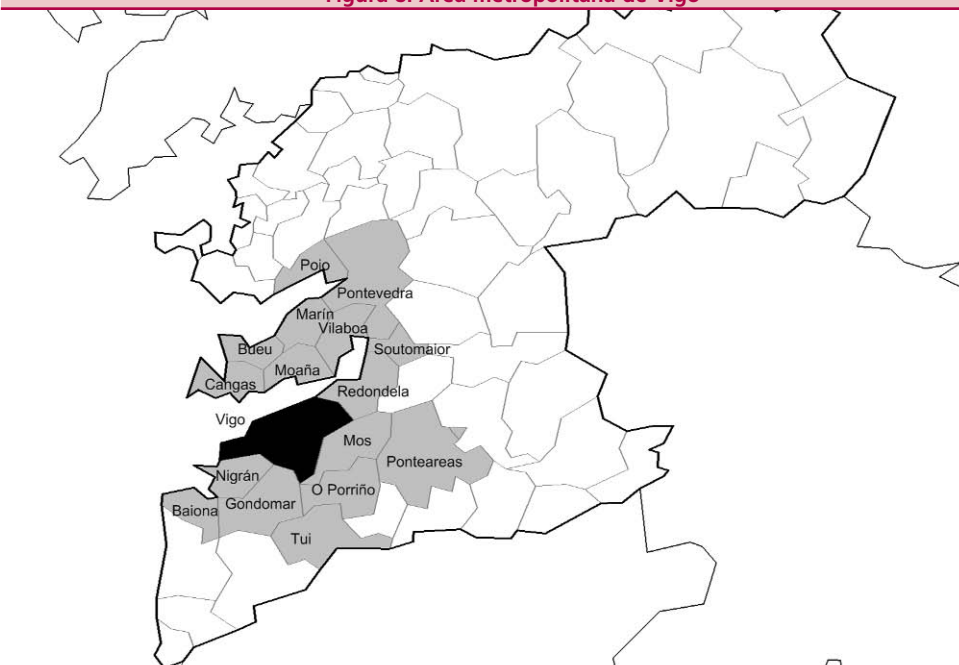 Figura 8. Área metropolitana de Vigo
Poio
Pontevedra
Marín
Vilaboa
Bueu
Soutomaior
Moaña
Cangas
Redondela
Vigo
Mos
Ponteareas
Nigrán
O Porriño
Gondomar
Baiona
Tui